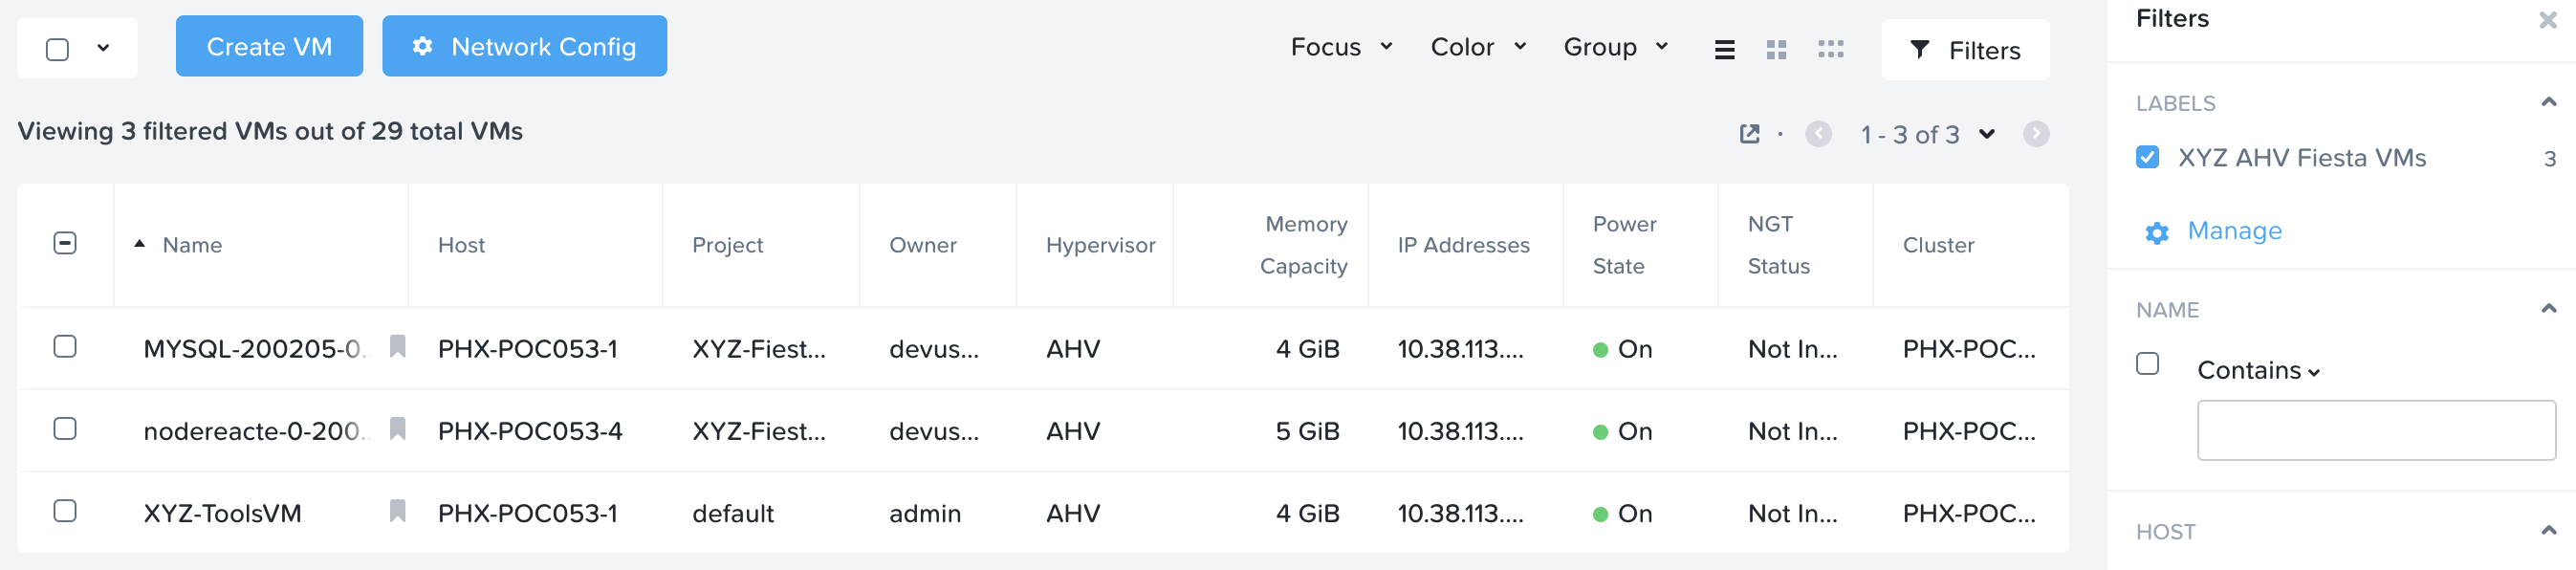 Create VM
Network Config
Focus
Color
Group
Filters
Viewing 3 filtered VMs out of 29 total VMs
1 - 3 of 3
Name Host Project Owner Hypervisor Memory Capacity IP Addresses Power State NGT Status Cluster
MYSQL-200205-0.. PHX-POC053-1 XYZ-Fiest... devus... AHV 4 GiB 10.38.113.... On Not In... PHX-POC...
nodereacte-0-200.. PHX-POC053-4 XYZ-Fiest... devus... AHV 5 GiB 10.38.113.... On Not In... PHX-POC...
XYZ-ToolsVM PHX-POC053-1 default admin AHV 4 GiB 10.38.113.... On Not In... PHX-POC...
Filters
LABELS
XYZ AHV Fiesta VMs 3
Manage
NAME
Contains
HOST